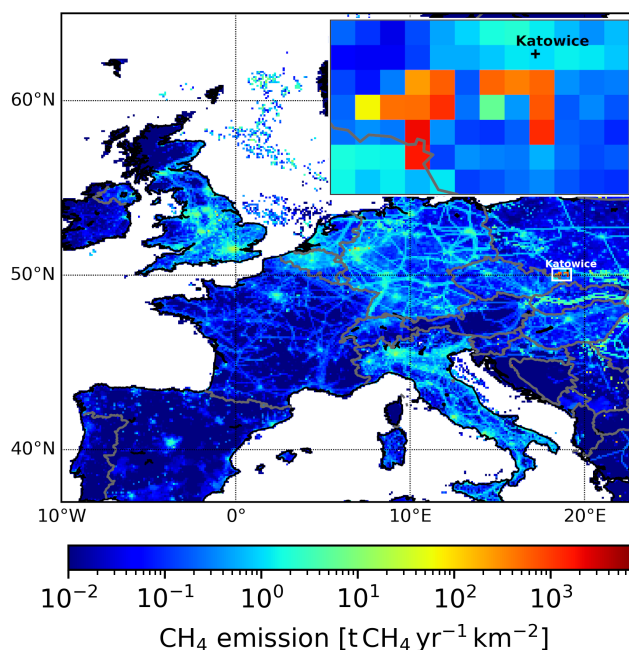 Katowice
60°N
50°N
Katowice
40°N
10°W 0° 10°E 20°E
10⁻² 10⁻¹ 10⁰ 10¹ 10² 10³
CH₄ emission [t CH₄ yr⁻¹ km⁻²]